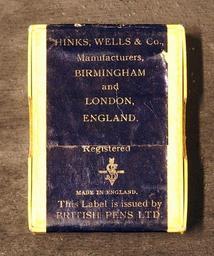 HINKS, WELLS & Co.,
Manufacturers,
BIRMINGHAM
and
LONDON,
ENGLAND.
Registered
MADE IN ENGLAND.
This Label is issued by
BRITISH PENS LTD.